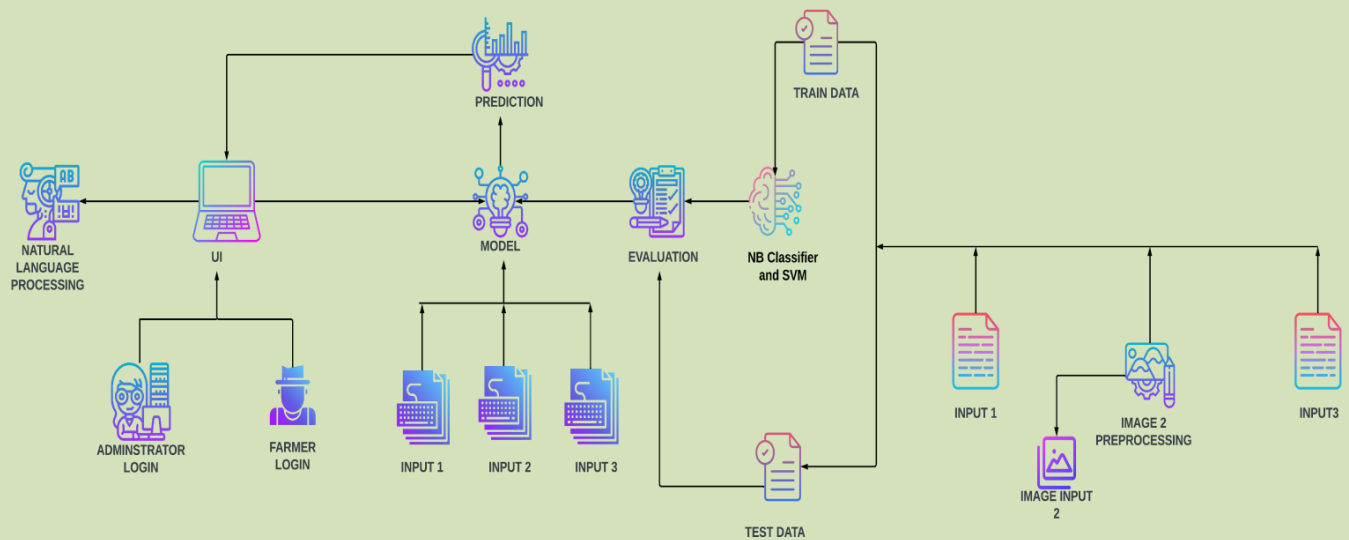 TRAIN DATA
PREDICTION
AB
NATURAL
LANGUAGE
PROCESSING
UI
MODEL
EVALUATION
NB Classifier
and SVM
ADMINSTRATOR
LOGIN
FARMER
LOGIN
INPUT 1
INPUT 2
INPUT 3
TEST DATA
INPUT 1
IMAGE 2
PREPROCESSING
IMAGE INPUT
2
INPUT3